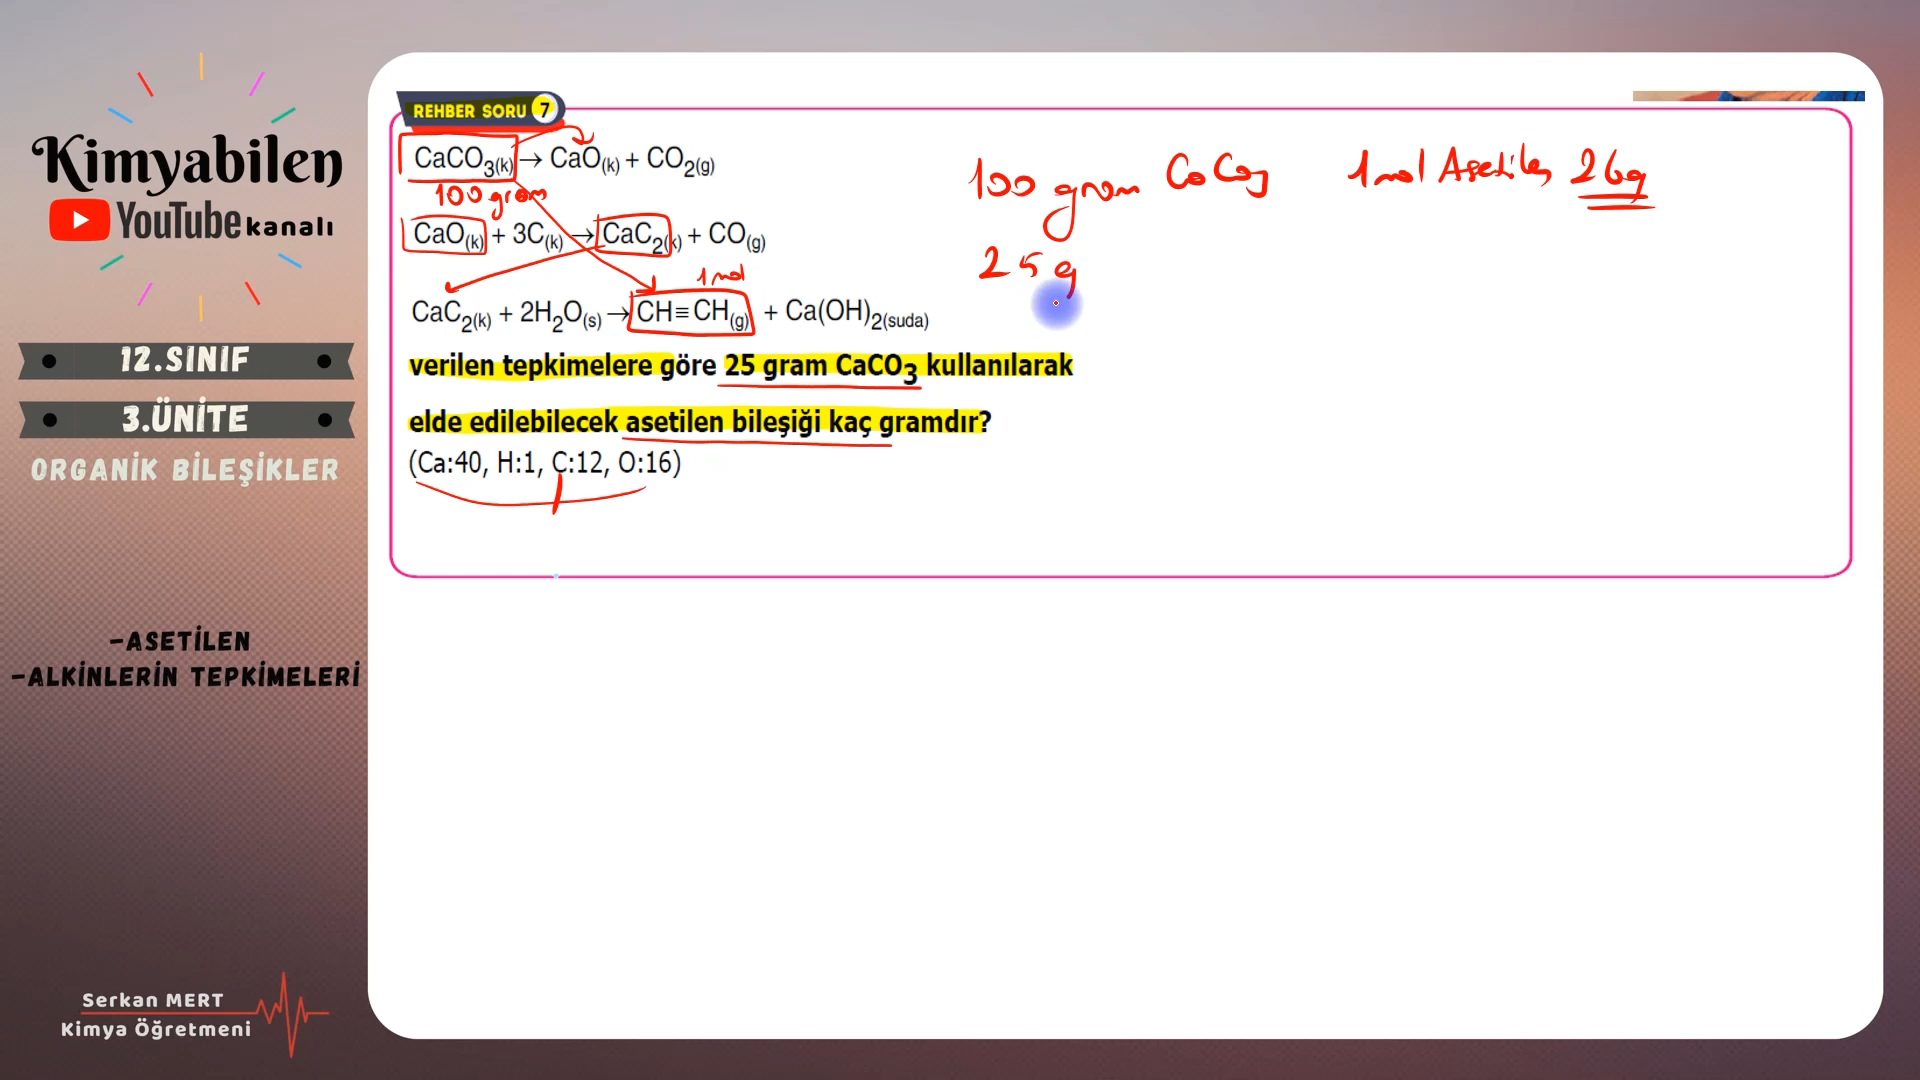 Kimyabilen
YouTube kanalı
12.SINIF
3.ÜNİTE
ORGANİK BİLEŞİKLER
-ASETİLEN
-ALKİNLERİN TEPKİMELERİ
Serkan MERT
Kimya Öğretmeni
REHBER SORU 7
CaCO3(k) → CaO(k) + CO2(g)
100 gram
CaO(k) + 3C(k) → CaC2(k) + CO(g)
1 mol
CaC2(k) + 2H2O(s) → CH≡CH(g) + Ca(OH)2(suda)
verilen tepkimelere göre 25 gram CaCO3 kullanılarak
elde edilebilecek asetilen bileşiği kaç gramdır?
(Ca:40, H:1, C:12, O:16)
100 gram CaCO3 1 mol Asetilen 26g
25 g